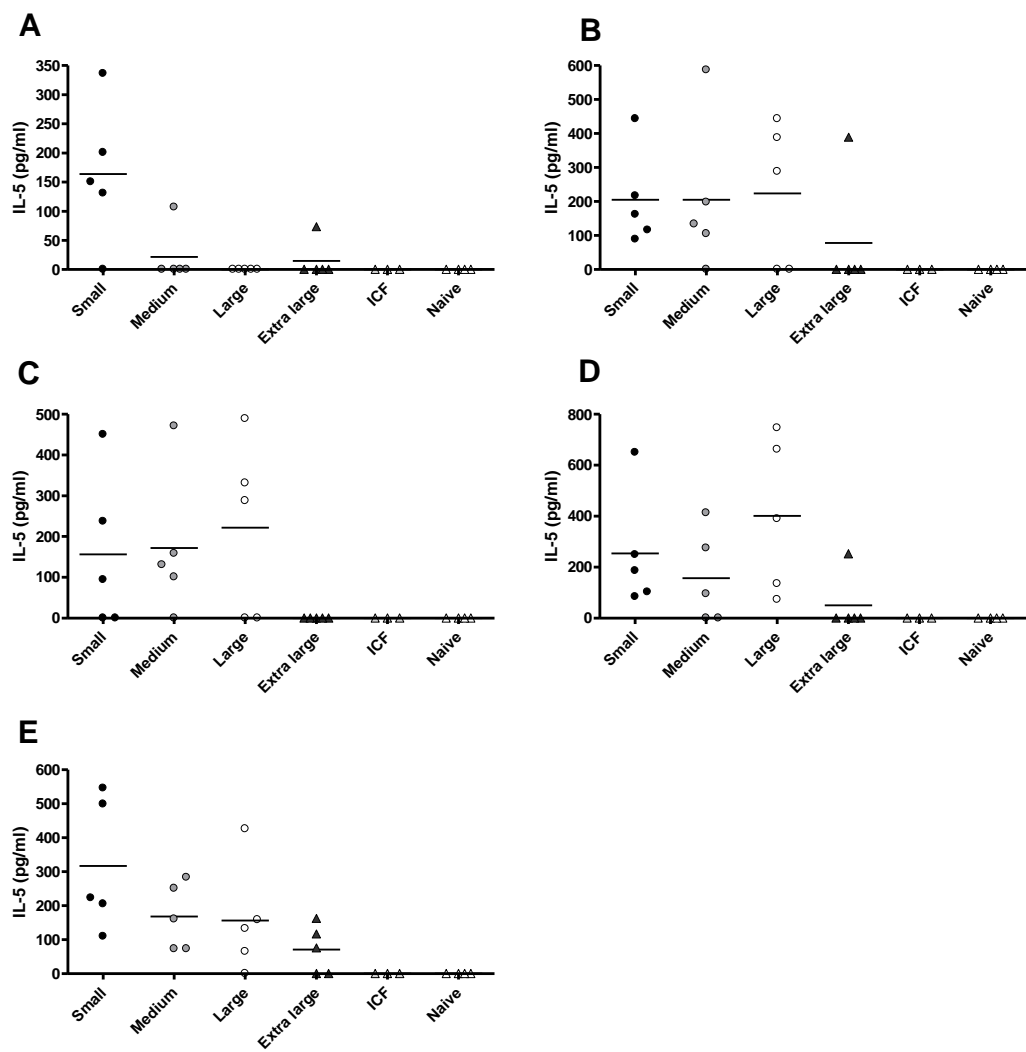 A
IL-5 (pg/ml)
350
300
250
200
150
100
50
0
Small
Medium
Large
Extra large
ICF
Naive
B
IL-5 (pg/ml)
600
500
400
300
200
100
0
Small
Medium
Large
Extra large
ICF
Naive
C
IL-5 (pg/ml)
500
400
300
200
100
0
Small
Medium
Large
Extra large
ICF
Naive
D
IL-5 (pg/ml)
800
600
400
200
0
Small
Medium
Large
Extra large
ICF
Naive
E
IL-5 (pg/ml)
600
500
400
300
200
100
0
Small
Medium
Large
Extra large
ICF
Naive